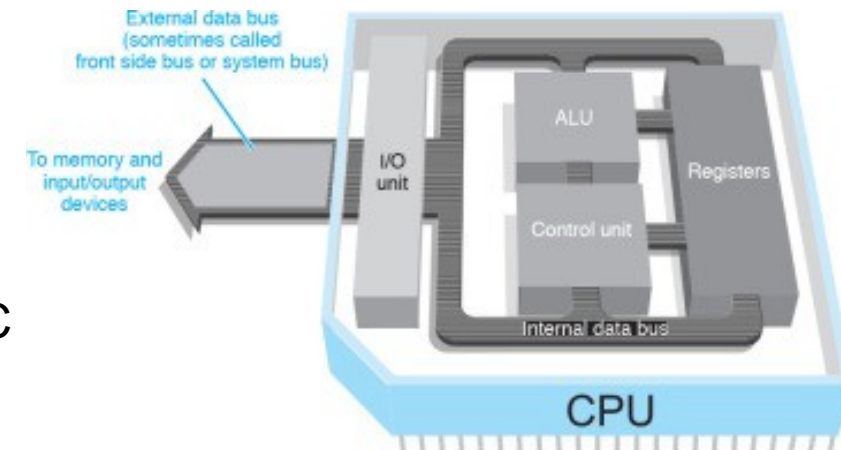 External data bus
(sometimes called
front side bus or system bus)
To memory and
input/output
devices
I/O
unit
ALU
Registers
Control unit
Internal data bus
C
CPU